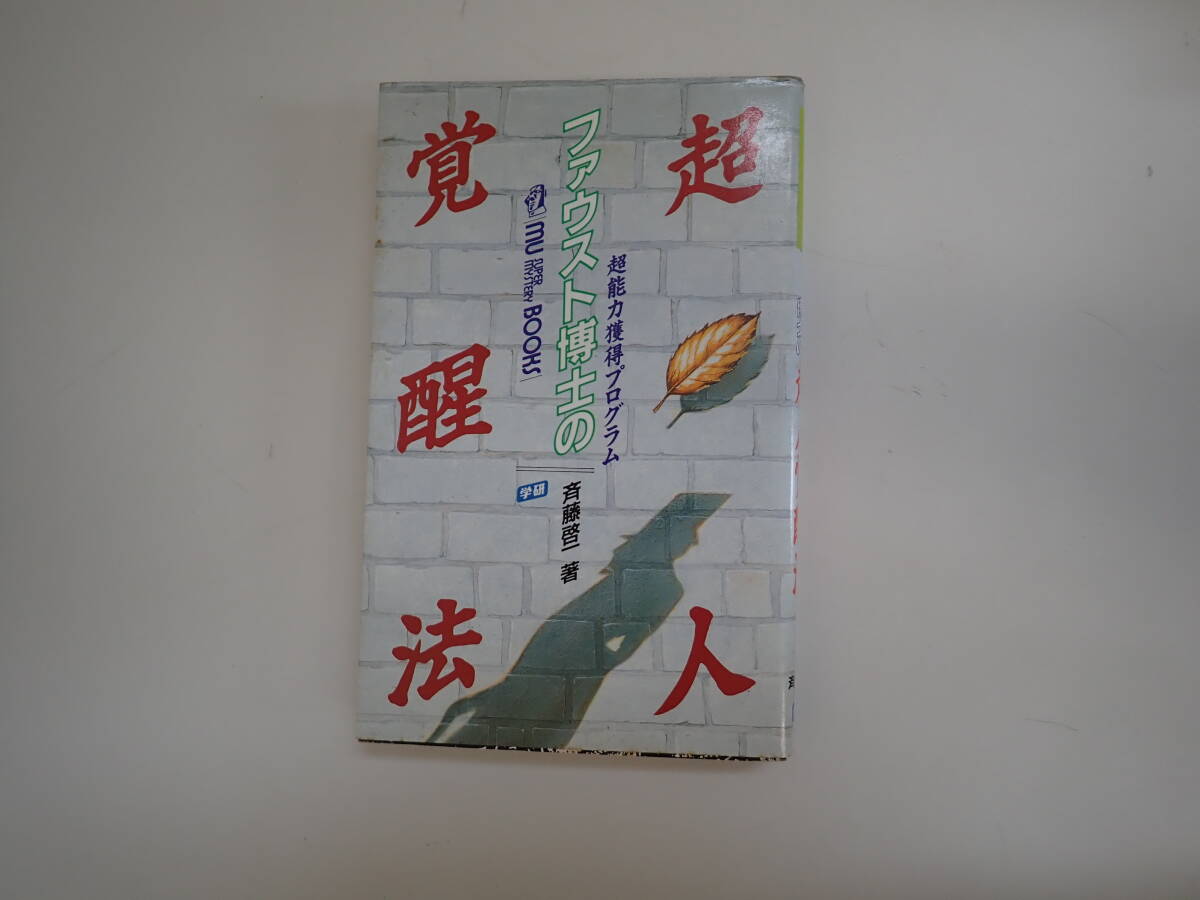 ファウスト博士の
超人
覚醒法
超能力獲得プログラム
mu SUPER MYSTERY BOOKS
斉藤啓一 著
学研